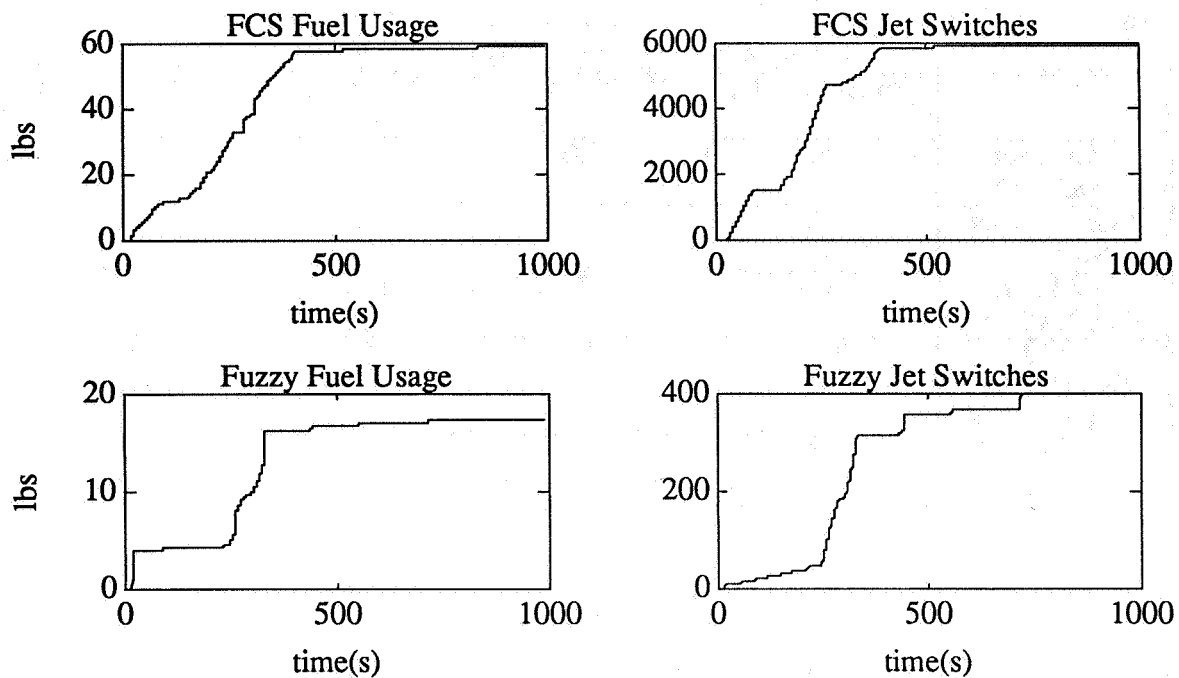 FCS Fuel Usage
60
40
20
0
lbs
0 500 1000
time(s)
FCS Jet Switches
6000
4000
2000
0
0 500 1000
time(s)
Fuzzy Fuel Usage
20
10
0
lbs
0 500 1000
time(s)
Fuzzy Jet Switches
400
200
0
0 500 1000
time(s)